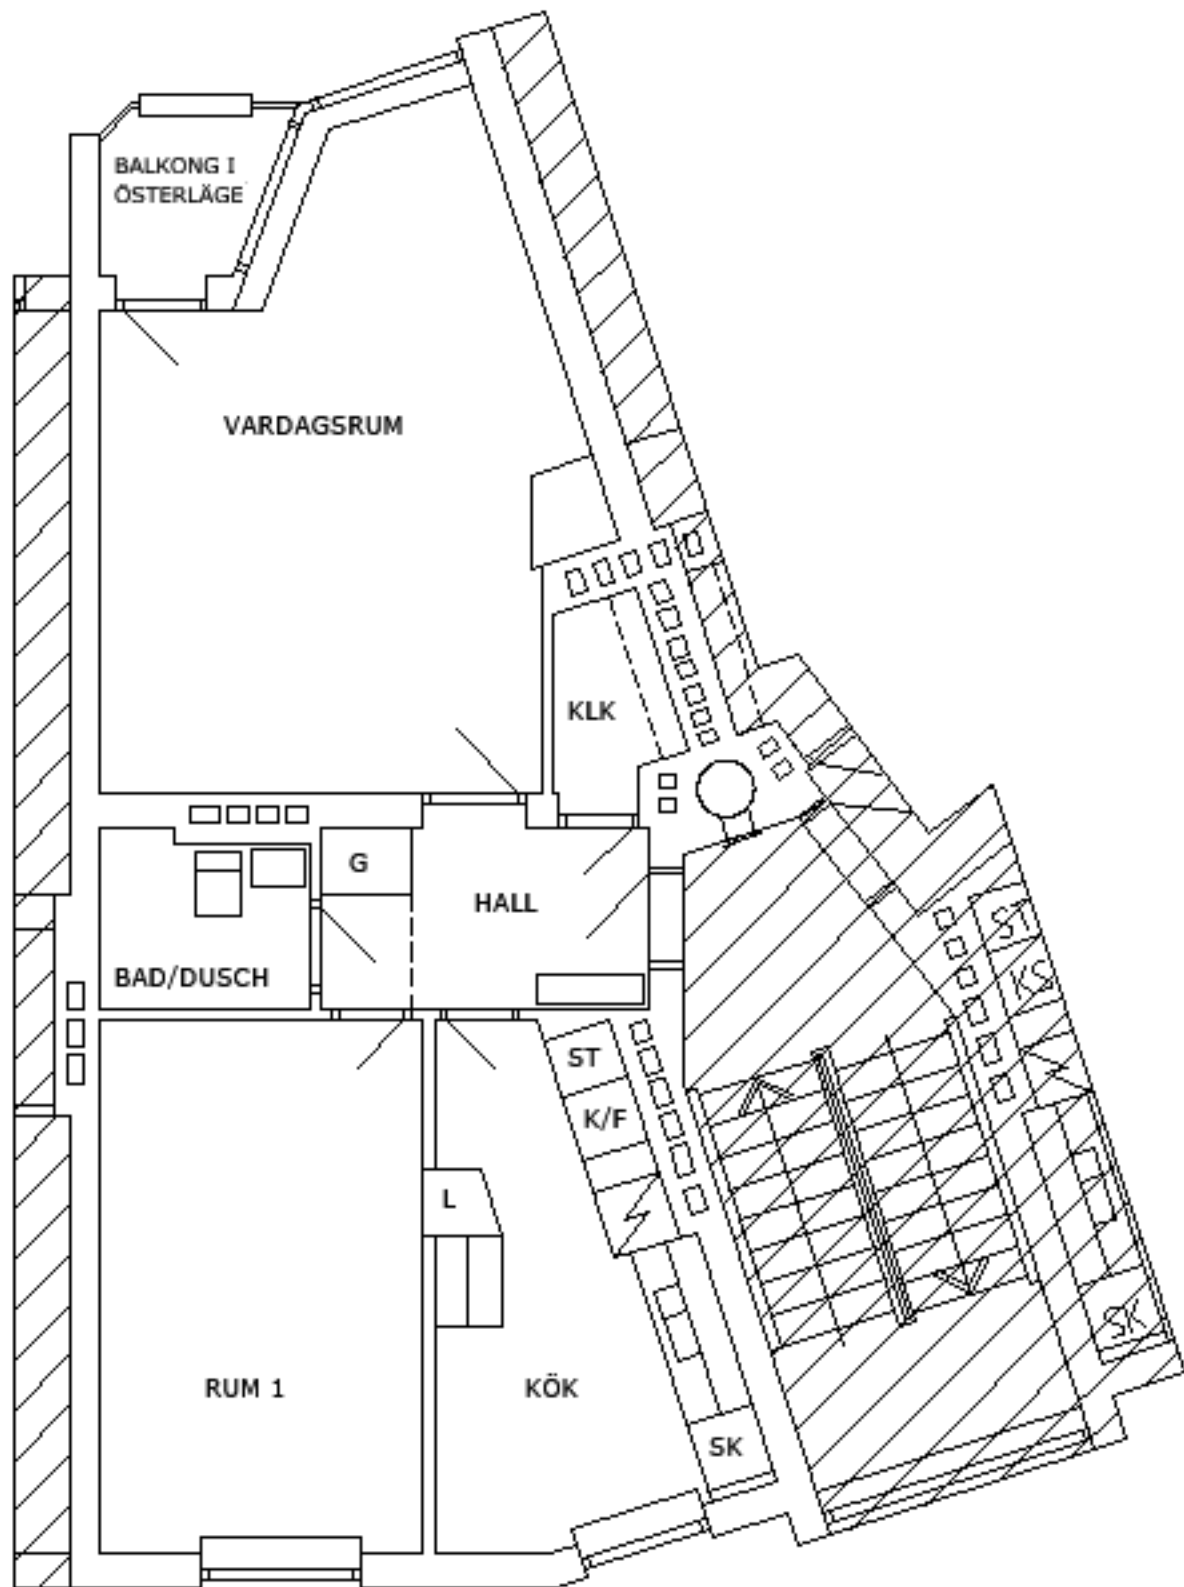 BALKONG I
ÖSTERLÄGE
VARDAGSRUM
KLK
G
HALL
BAD/DUSCH
ST
KS
ST
K/F
L
SK
RUM 1
KÖK
SK